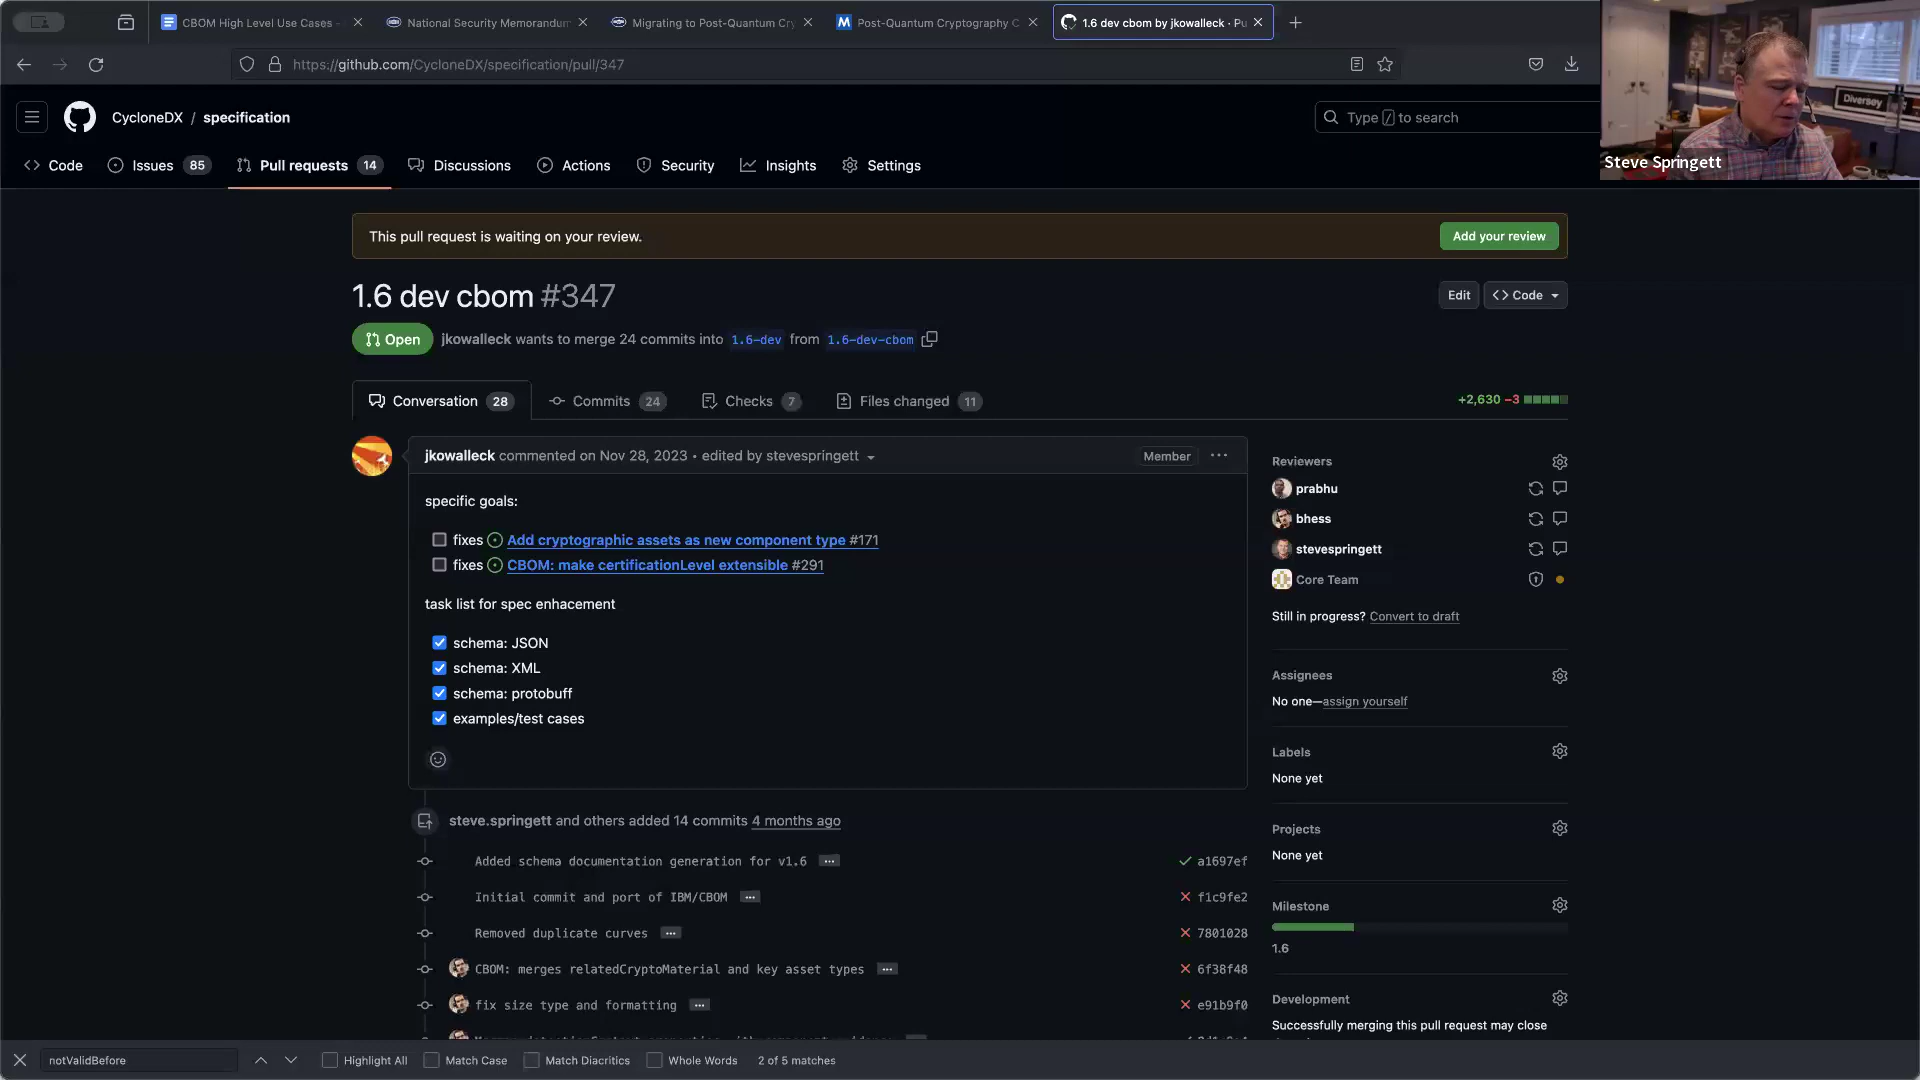 CBOM High Level Use Cases -
National Security Memorandum
Migrating to Post-Quantum Cry
Post-Quantum Cryptography C
1.6 dev cbom by jkowalleck · Pu
https://github.com/CycloneDX/specification/pull/347
CycloneDX / specification
Type / to search
Diversey
Steve Springett
Code
Issues 85
Pull requests 14
Discussions
Actions
Security
Insights
Settings
This pull request is waiting on your review.
Add your review
1.6 dev cbom #347
Edit
<> Code
Open
jkowalleck wants to merge 24 commits into 1.6-dev from 1.6-dev-cbom
Conversation 28
Commits 24
Checks 7
Files changed 11
+2,630 −3
jkowalleck commented on Nov 28, 2023 • edited by stevespringett
Member
specific goals:
fixes Add cryptographic assets as new component type #171
fixes CBOM: make certificationLevel extensible #291
task list for spec enhacement
schema: JSON
schema: XML
schema: protobuff
examples/test cases
steve.springett and others added 14 commits 4 months ago
Added schema documentation generation for v1.6 ... a1697ef
Initial commit and port of IBM/CBOM ... f1c9fe2
Removed duplicate curves ... 7801028
CBOM: merges relatedCryptoMaterial and key asset types ... 6f38f48
fix size type and formatting ... e91b9f0
Reviewers
prabhu
bhess
stevespringett
Core Team
Still in progress? Convert to draft
Assignees
No one—assign yourself
Labels
None yet
Projects
None yet
Milestone
1.6
Development
Successfully merging this pull request may close
notValidBefore
Highlight All
Match Case
Match Diacritics
Whole Words
2 of 5 matches